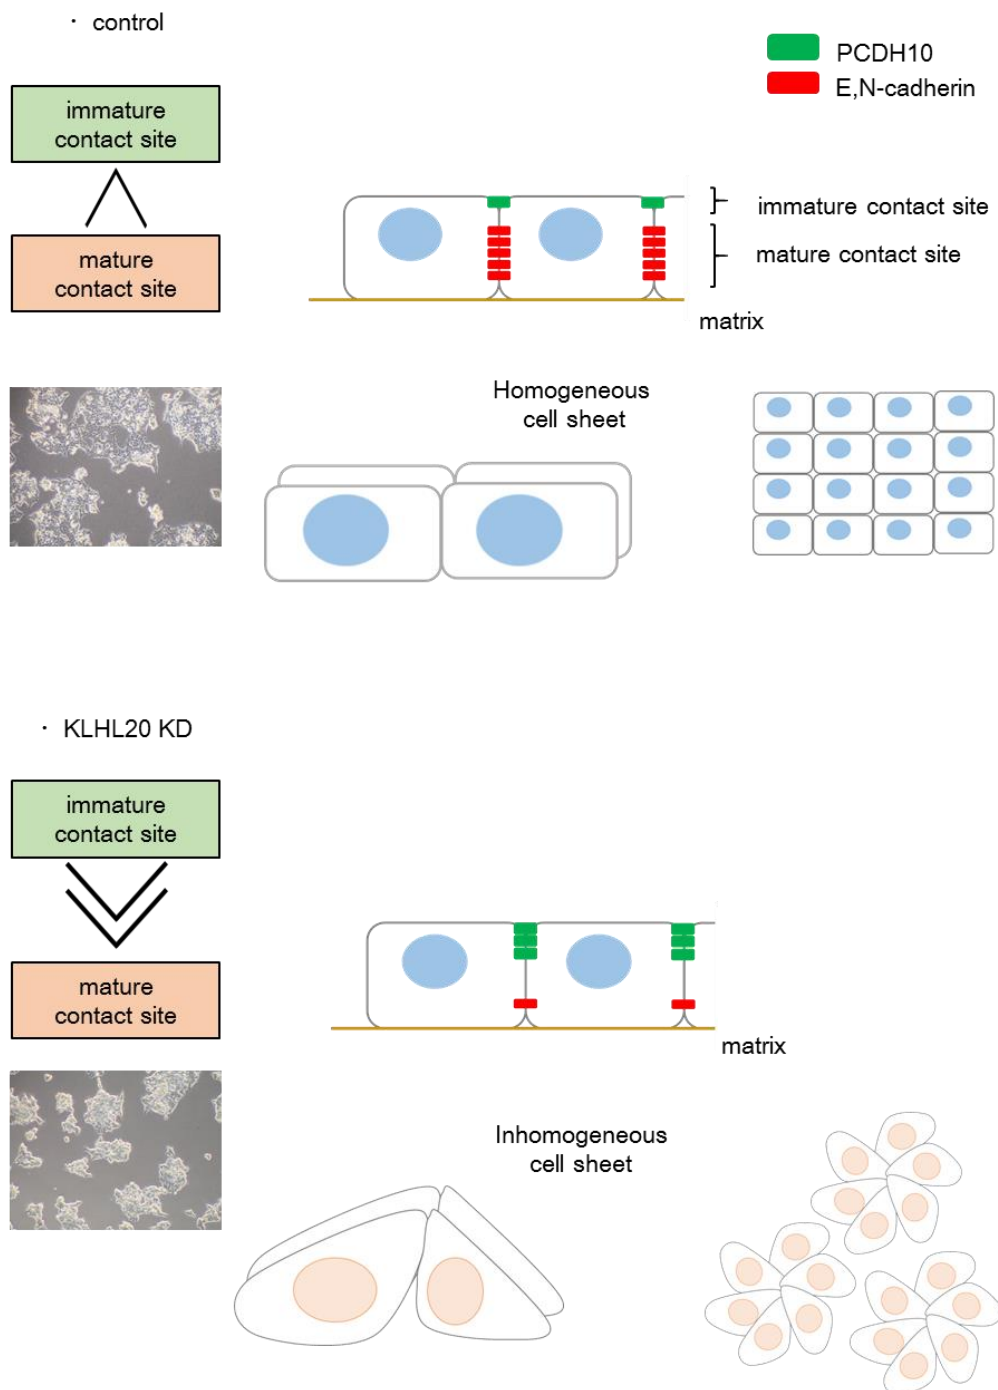 ・ control
PCDH10
E,N-cadherin
immature
contact site
mature
contact site
immature contact site
mature contact site
matrix
Homogeneous
cell sheet
・ KLHL20 KD
immature
contact site
mature
contact site
matrix
Inhomogeneous
cell sheet